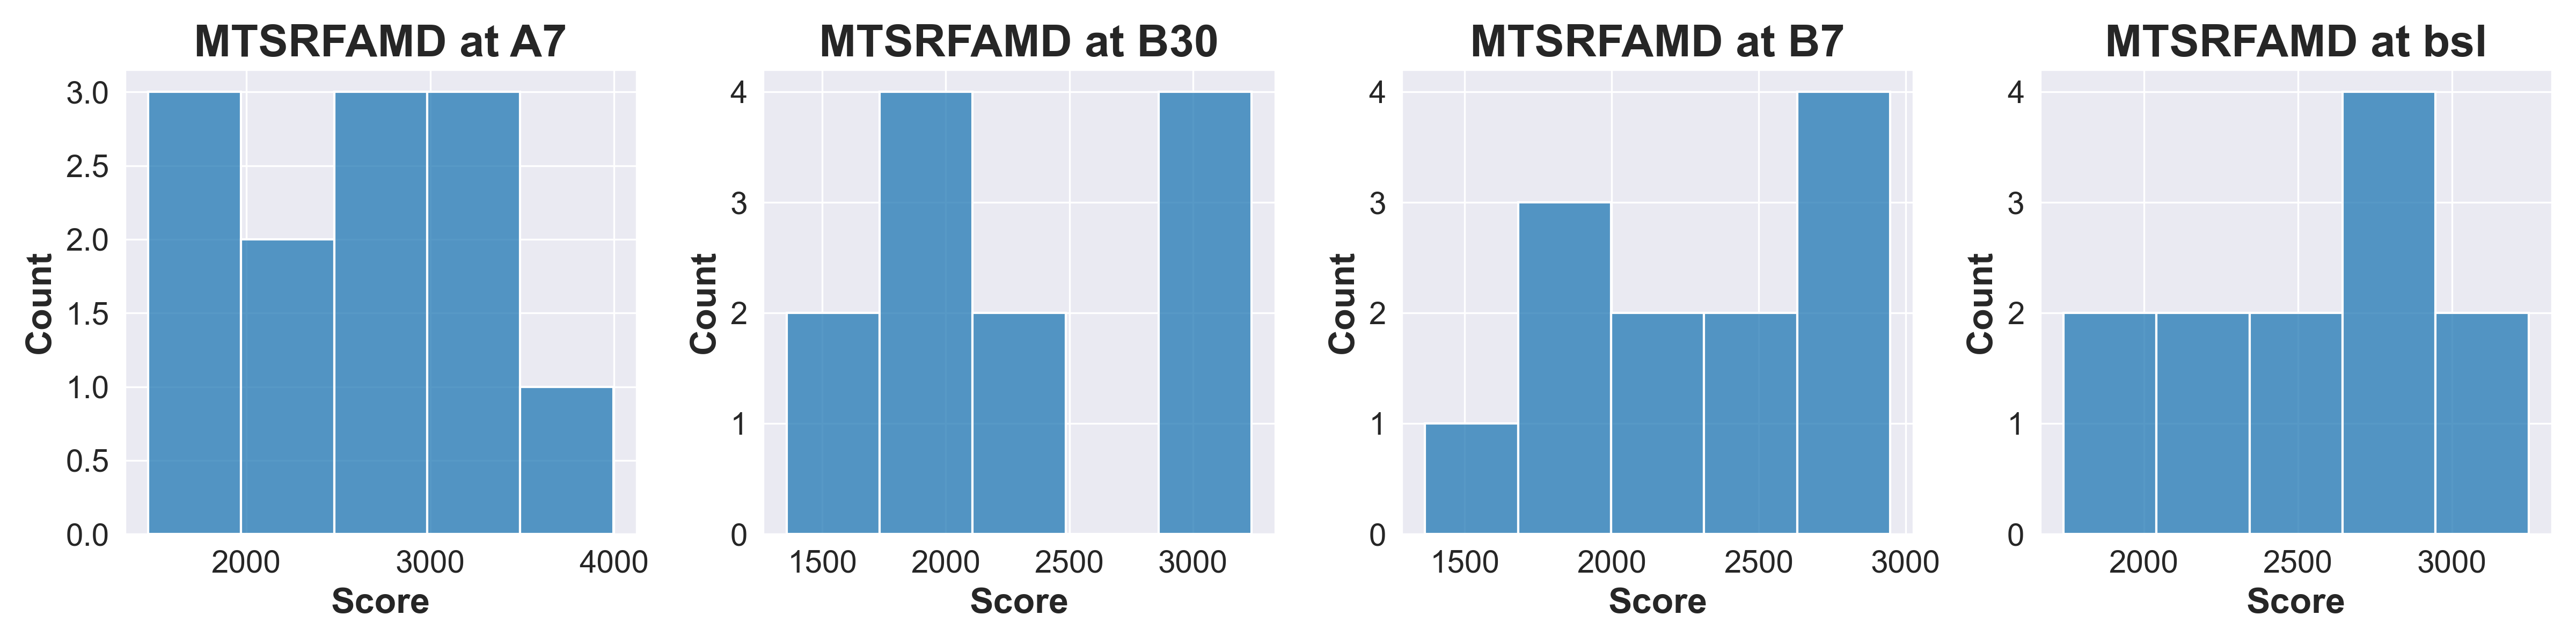 MTSRFAMD at A7
3.0
2.5
2.0
1.5
1.0
0.5
0.0
Count
2000 3000 4000
Score
MTSRFAMD at B30
4
3
2
1
0
Count
1500 2000 2500 3000
Score
MTSRFAMD at B7
4
3
2
1
0
Count
1500 2000 2500 3000
Score
MTSRFAMD at bsl
4
3
2
1
0
Count
2000 2500 3000
Score